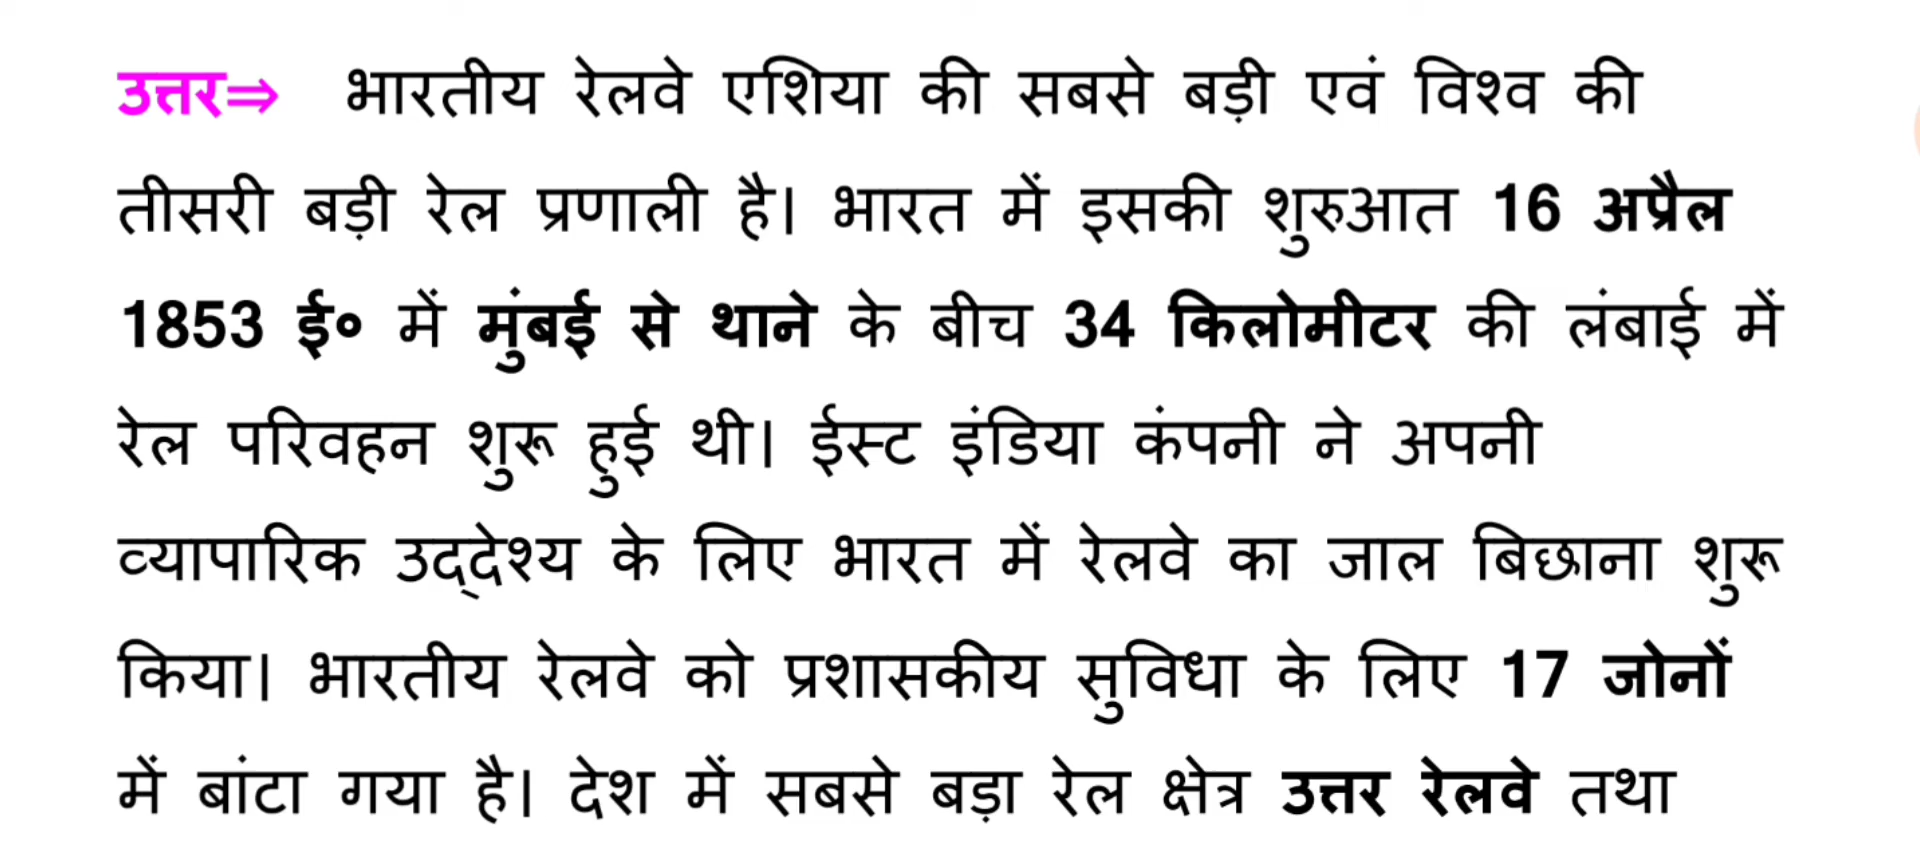 उत्तर⇒ भारतीय रेलवे एशिया की सबसे बड़ी एवं विश्व की
तीसरी बड़ी रेल प्रणाली है। भारत में इसकी शुरुआत 16 अप्रैल
1853 ई० में मुंबई से थाने के बीच 34 किलोमीटर की लंबाई में
रेल परिवहन शुरू हुई थी। ईस्ट इंडिया कंपनी ने अपनी
व्यापारिक उद्देश्य के लिए भारत में रेलवे का जाल बिछाना शुरू
किया। भारतीय रेलवे को प्रशासकीय सुविधा के लिए 17 जोनों
में बांटा गया है। देश में सबसे बड़ा रेल क्षेत्र उत्तर रेलवे तथा